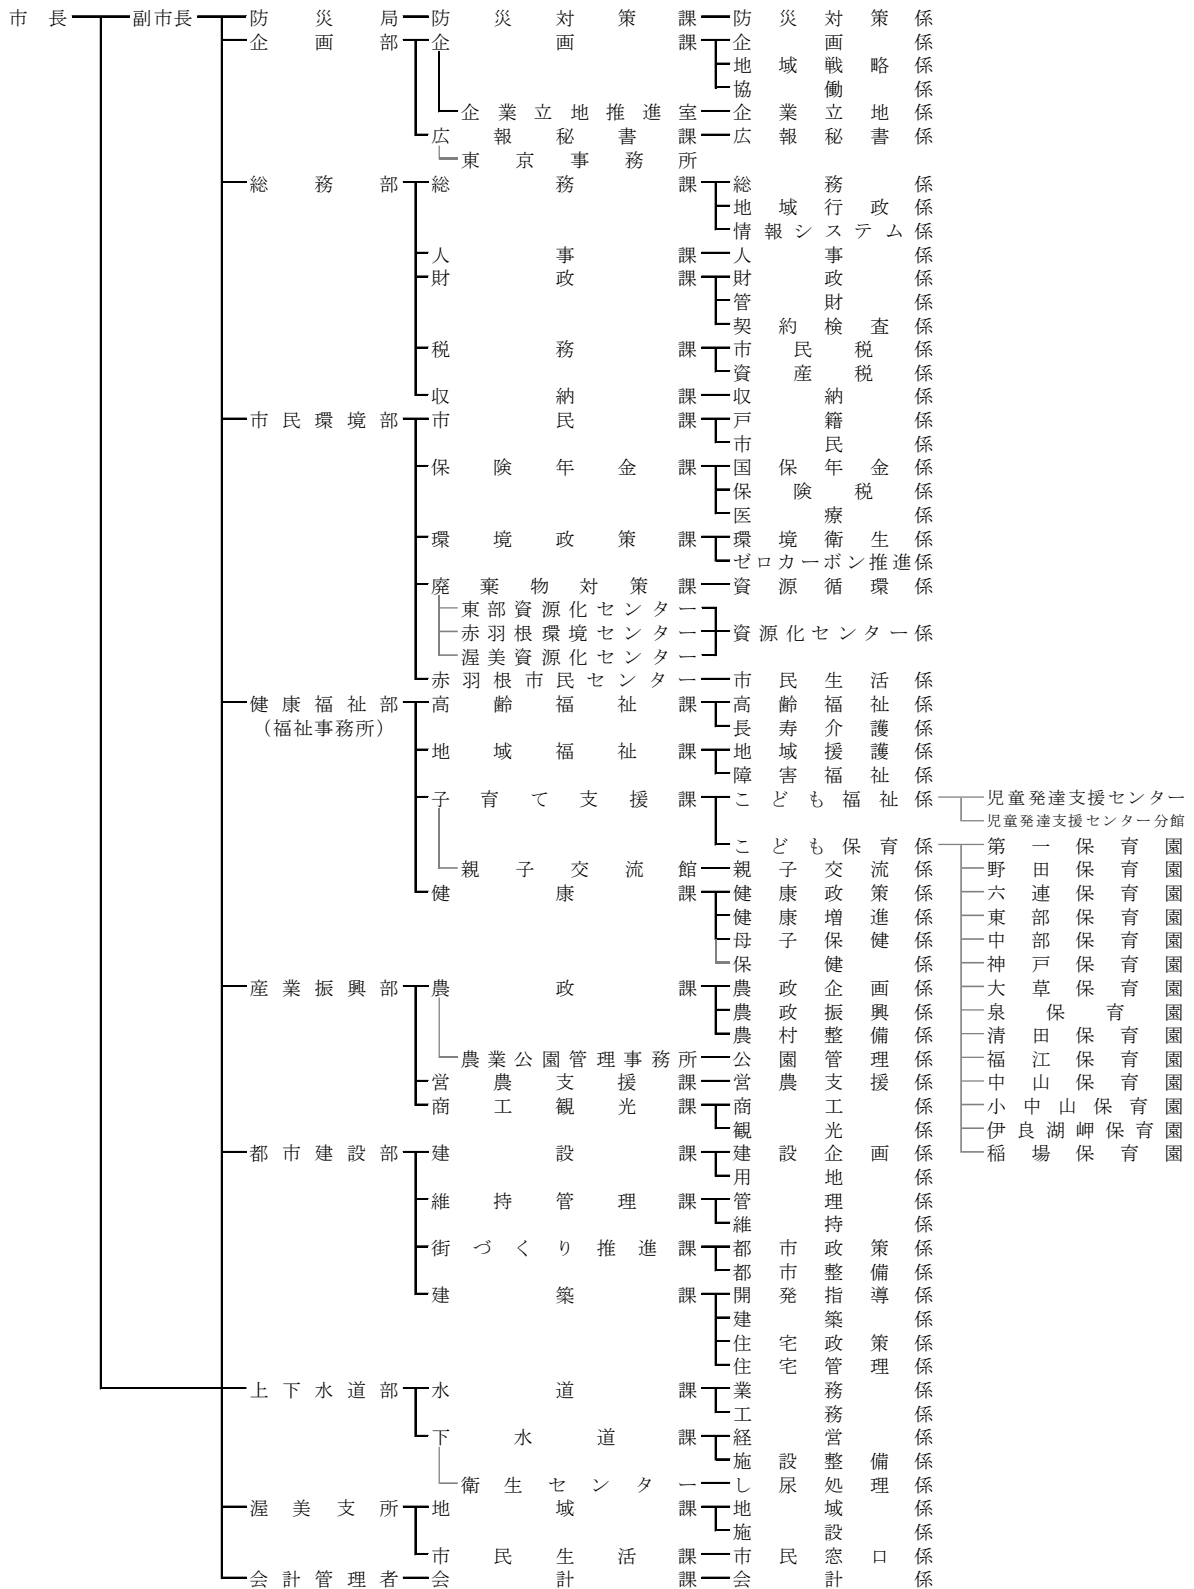 市長 副市長 防災局 防災対策課 防災対策係
企画部 企画課 企画係
地域戦略係
協働係
企業立地推進室 企業立地係
広報秘書課 広報秘書係
東京事務所
総務部 総務課 総務係
地域行政係
情報システム係
人事課 人事係
財政課 財政係
管財係
契約検査係
税務課 市民税係
資産税係
収納課 収納係
市民環境部 市民課 戸籍係
市民係
保険年金課 国保年金係
保険税係
医療係
環境政策課 環境衛生係
ゼロカーボン推進係
廃棄物対策課 資源循環係
東部資源化センター
赤羽根環境センター 資源化センター係
渥美資源化センター
赤羽根市民センター 市民生活係
健康福祉部 高齢福祉課 高齢福祉係
(福祉事務所) 長寿介護係
地域福祉課 地域援護係
障害福祉係
子育て支援課 こども福祉係 児童発達支援センター
児童発達支援センター分館
こども保育係 第一保育園
親子交流館 親子交流係 野田保育園
健康課 健康政策係 六連保育園
健康増進係 東部保育園
母子保健係 中部保育園
保健係 神戸保育園
産業振興部 農政課 農政企画係 大草保育園
農政振興係 泉保育園
農村整備係 清田保育園
農業公園管理事務所 公園管理係 福江保育園
営農支援課 営農支援係 中山保育園
商工観光課 商工係 小中山保育園
観光係 伊良湖岬保育園
都市建設部 建設課 建設企画係 稲場保育園
用地係
維持管理課 管理係
維持係
街づくり推進課 都市政策係
都市整備係
建築課 開発指導係
建築係
住宅政策係
住宅管理係
上下水道部 水道課 業務係
工務係
下水道課 経営係
施設整備係
衛生センター し尿処理係
渥美支所 地域課 地域係
施設係
市民生活課 市民窓口係
会計管理者 会計課 会計係